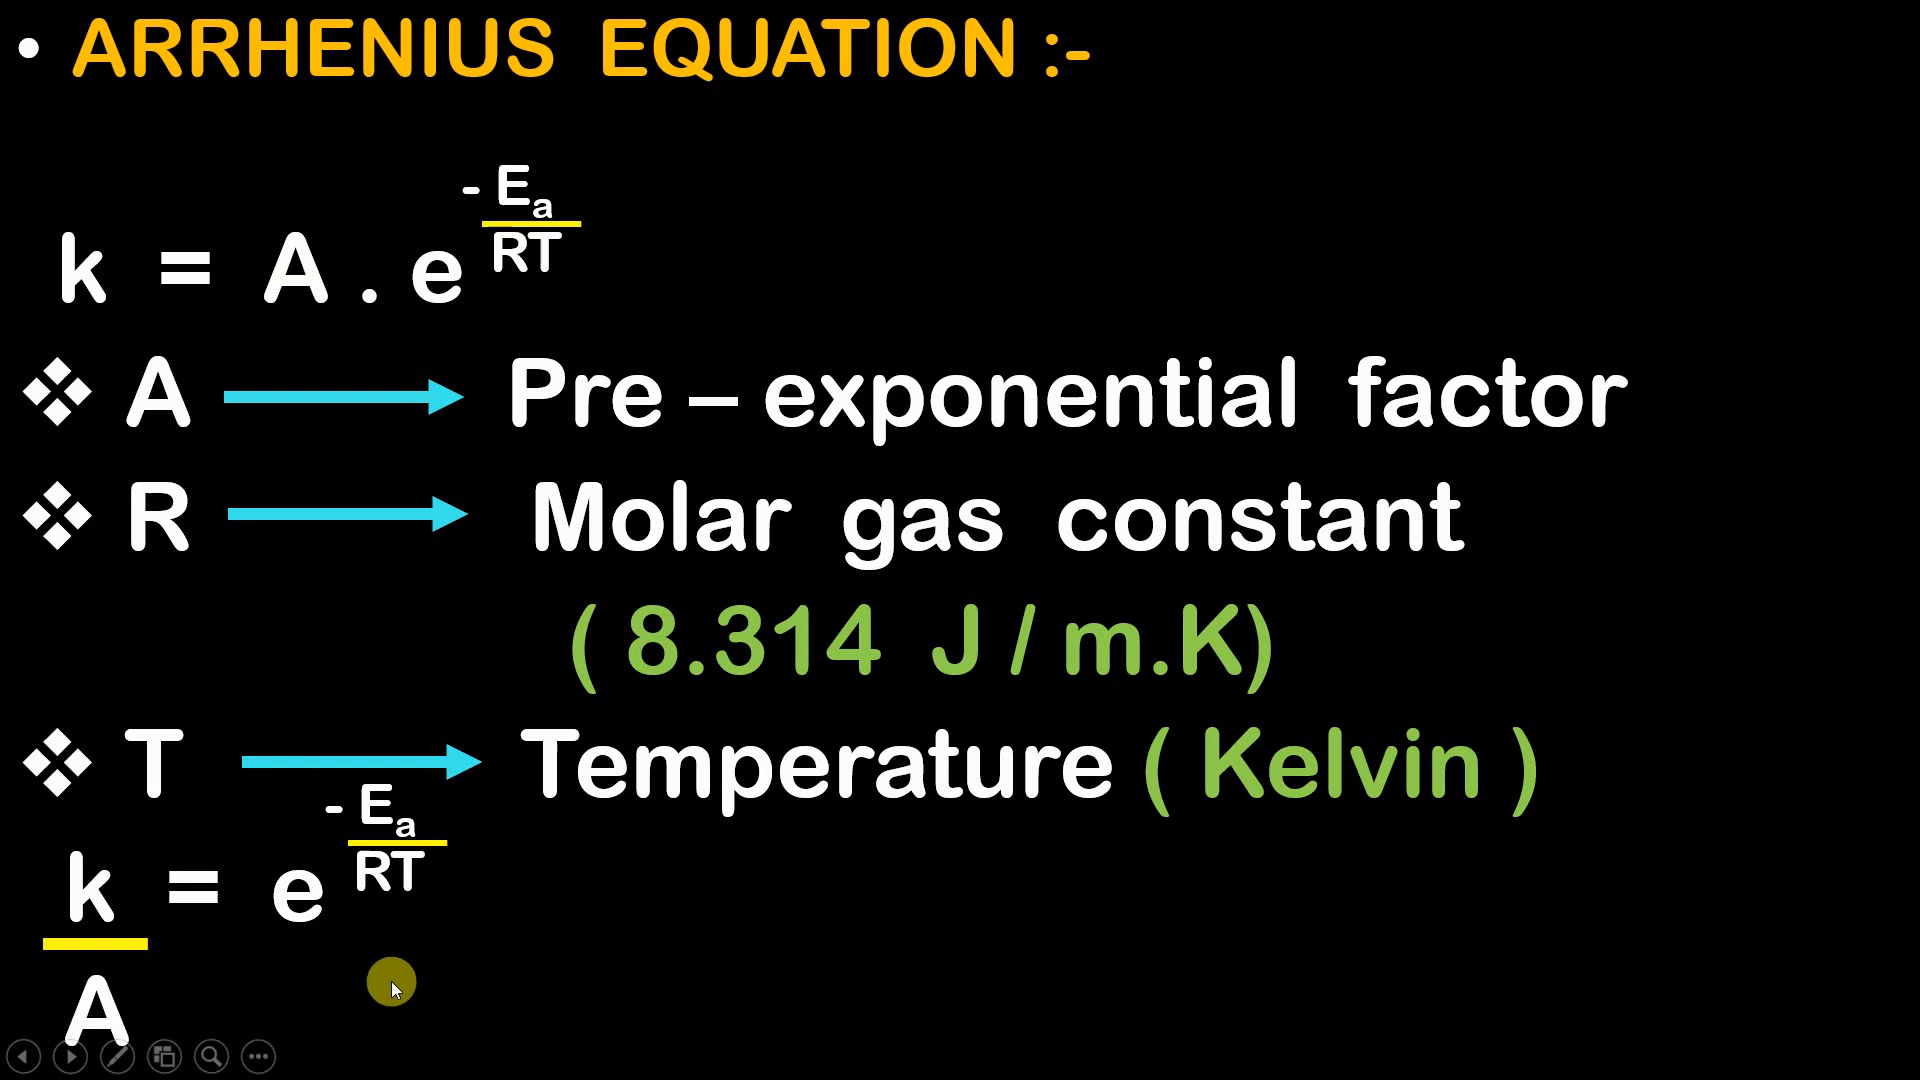 • ARRHENIUS EQUATION :-
- Ea
RT
k = A . e
❖ A → Pre – exponential factor
❖ R → Molar gas constant
( 8.314 J / m.K)
❖ T → Temperature ( Kelvin )
- Ea
RT
k = e
A